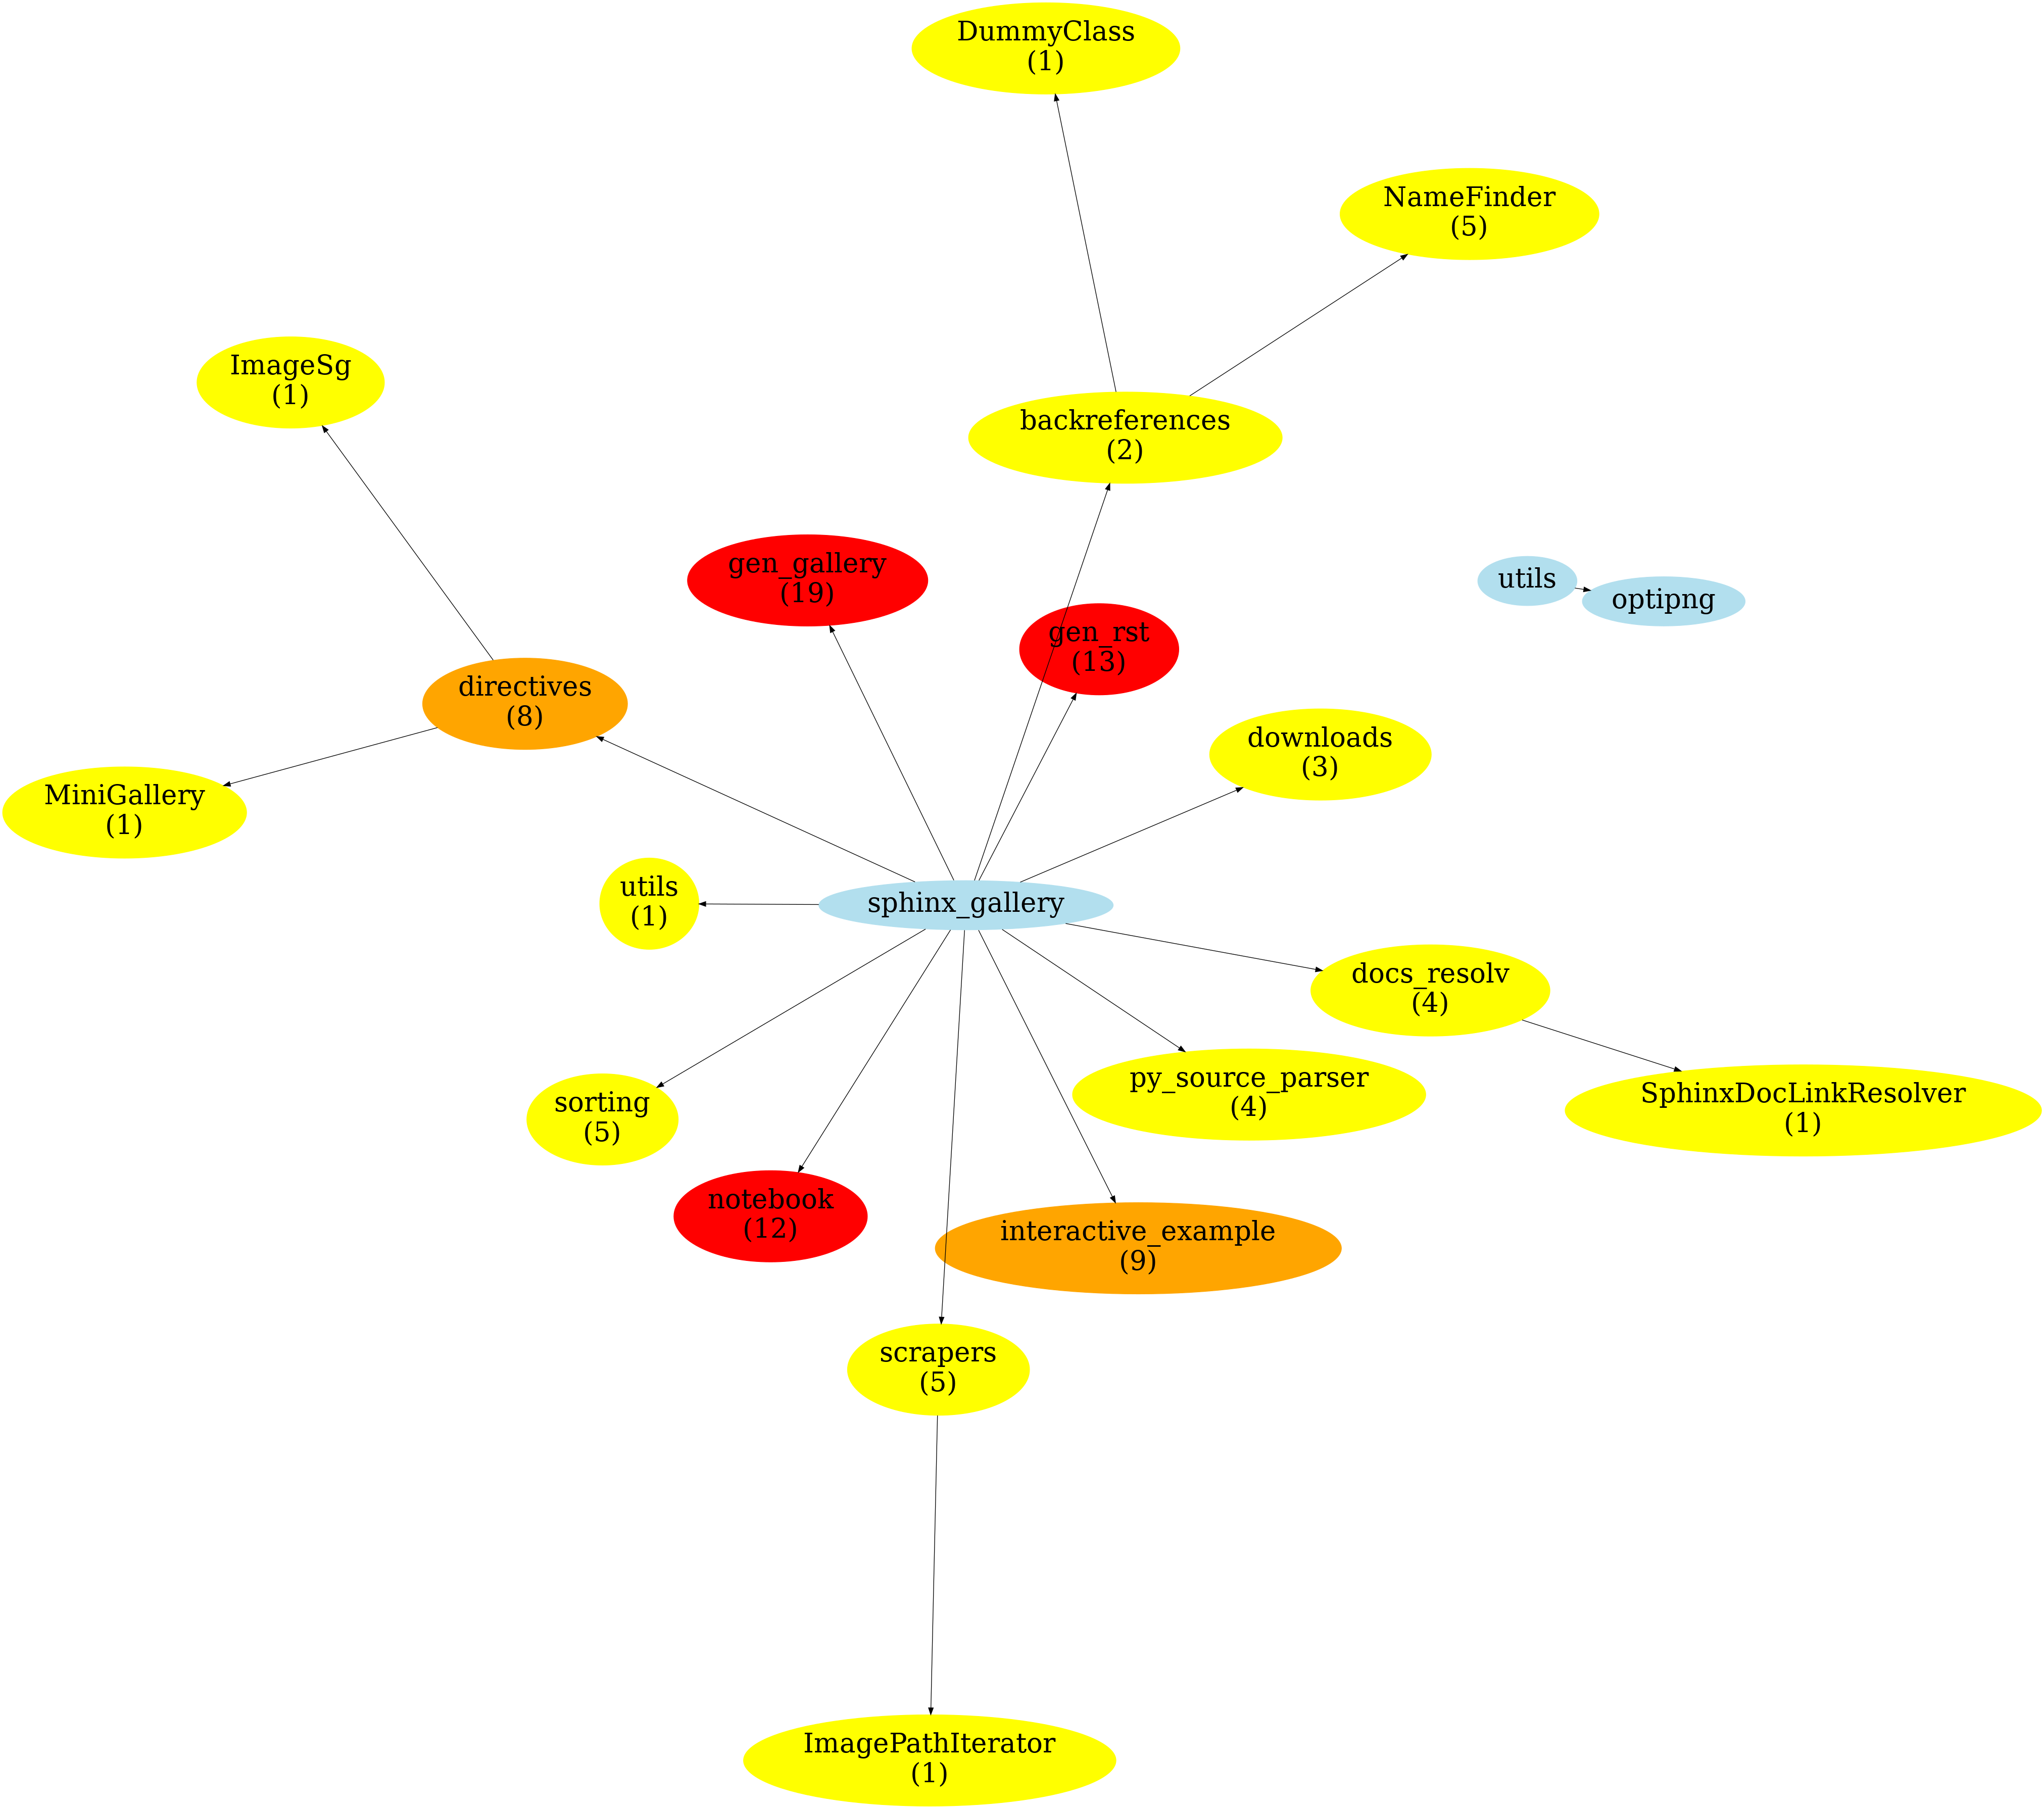 DummyClass
(1)
NameFinder
(5)
ImageSg
(1)
backreferences
(2)
gen_gallery
(19)
utils
optipng
gen_rst
(13)
directives
(8)
downloads
(3)
MiniGallery
(1)
utils
(1)
sphinx_gallery
docs_resolv
(4)
py_source_parser
(4)
SphinxDocLinkResolver
(1)
sorting
(5)
notebook
(12)
interactive_example
(9)
scrapers
(5)
ImagePathIterator
(1)